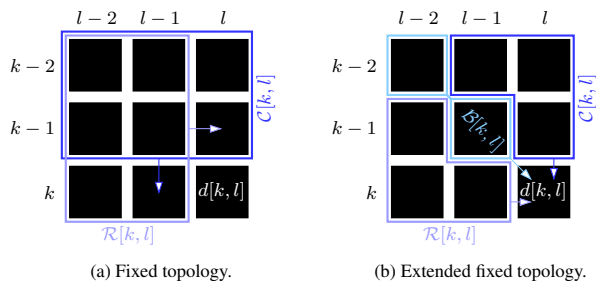 l − 2 l − 1 l
k − 2
k − 1
k
d[k, l]
C[k, l]
R[k, l]
(a) Fixed topology.
l − 2 l − 1 l
k − 2
k − 1
k
B[k, l]
d[k, l]
C[k, l]
R[k, l]
(b) Extended fixed topology.